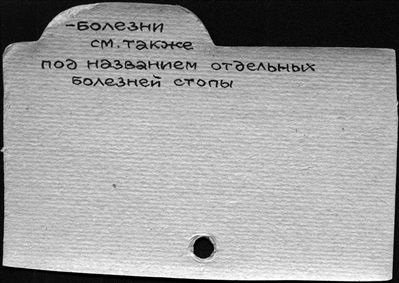 -Болезни
см. также
под названием отдельных
болезней стопы